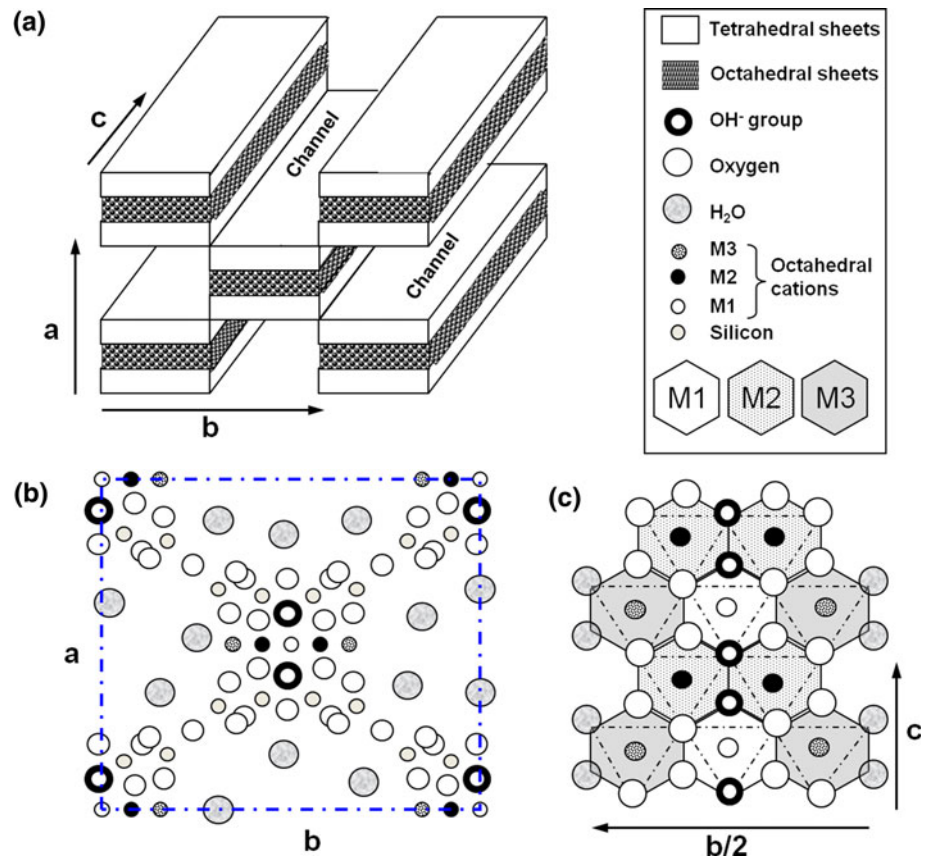 (a)
c
Channel
Channel
a
b
Tetrahedral sheets
Octahedral sheets
OH⁻ group
Oxygen
H₂O
M3
M2
M1
Octahedral
cations
Silicon
M1 M2 M3
(b)
a
b
(c)
c
b/2